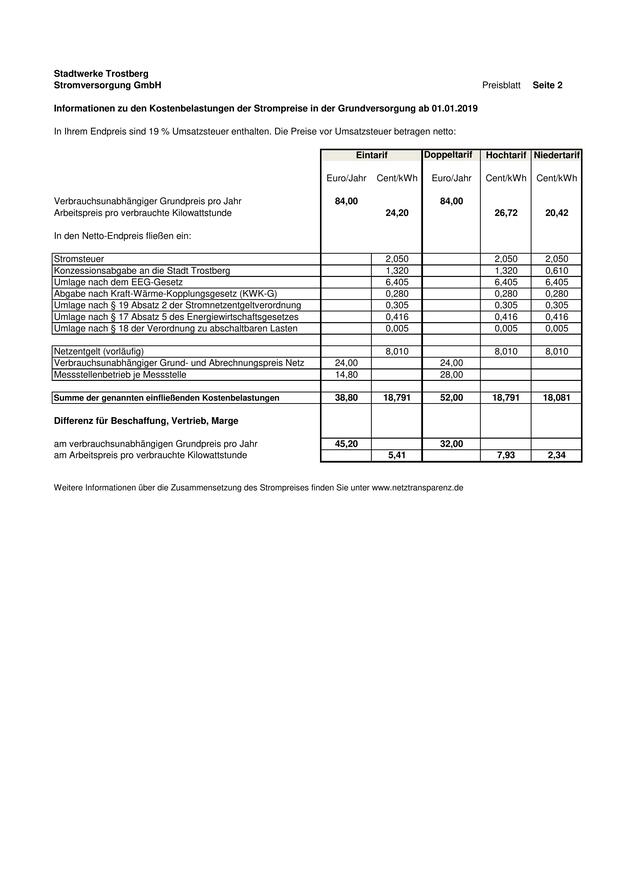 Stadtwerke Trostberg
Stromversorgung GmbH Preisblatt Seite 2
Informationen zu den Kostenbelastungen der Strompreise in der Grundversorgung ab 01.01.2019
In Ihrem Endpreis sind 19 % Umsatzsteuer enthalten. Die Preise vor Umsatzsteuer betragen netto:
Eintarif Doppeltarif Hochtarif Niedertarif
Euro/Jahr Cent/kWh Euro/Jahr Cent/kWh Cent/kWh
Verbrauchsunabhängiger Grundpreis pro Jahr 84,00 84,00
Arbeitspreis pro verbrauchte Kilowattstunde 24,20 26,72 20,42
In den Netto-Endpreis fließen ein:
Stromsteuer 2,050 2,050 2,050
Konzessionsabgabe an die Stadt Trostberg 1,320 1,320 0,610
Umlage nach dem EEG-Gesetz 6,405 6,405 6,405
Abgabe nach Kraft-Wärme-Kopplungsgesetz (KWK-G) 0,280 0,280 0,280
Umlage nach § 19 Absatz 2 der Stromnetzentgeltverordnung 0,305 0,305 0,305
Umlage nach § 17 Absatz 5 des Energiewirtschaftsgesetzes 0,416 0,416 0,416
Umlage nach § 18 der Verordnung zu abschaltbaren Lasten 0,005 0,005 0,005
Netzentgelt (vorläufig) 8,010 8,010 8,010
Verbrauchsunabhängiger Grund- und Abrechnungspreis Netz 24,00 24,00
Messstellenbetrieb je Messstelle 14,80 28,00
Summe der genannten einfließenden Kostenbelastungen 38,80 18,791 52,00 18,791 18,081
Differenz für Beschaffung, Vertrieb, Marge
am verbrauchsunabhängigen Grundpreis pro Jahr 45,20 32,00
am Arbeitspreis pro verbrauchte Kilowattstunde 5,41 7,93 2,34
Weitere Informationen über die Zusammensetzung des Strompreises finden Sie unter www.netztransparenz.de